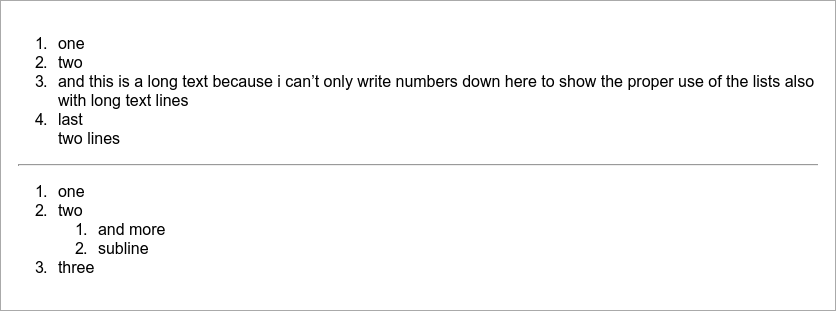 1. one
2. two
3. and this is a long text because i can’t only write numbers down here to show the proper use of the lists also
with long text lines
4. last
two lines
1. one
2. two
1. and more
2. subline
3. three